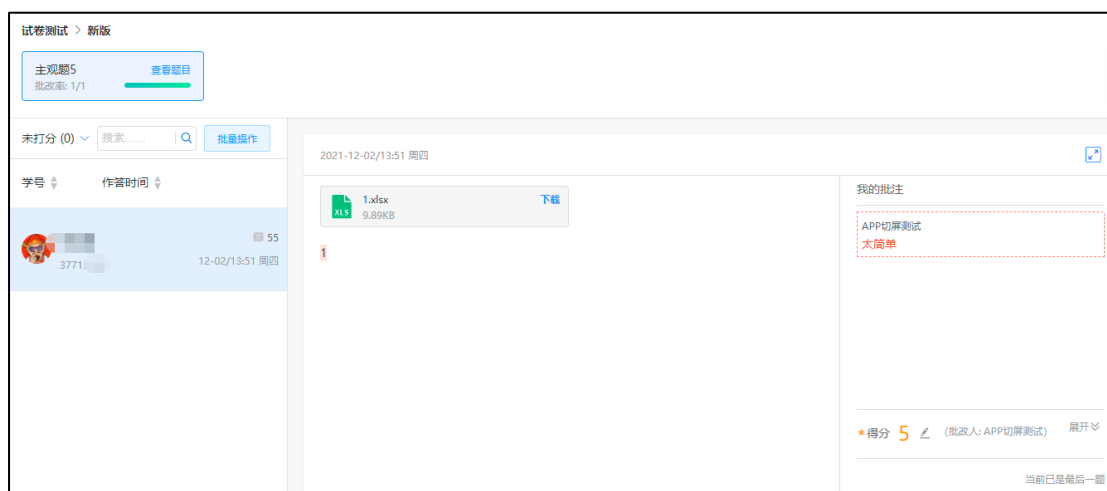 试卷测试 > 新版
主观题5 查看题目
批改率: 1/1
未打分 (0) 搜索...... 批量操作
2021-12-02/13:51 周四
学号 作答时间
1.xlsx 下载
XLS 9.89KB
我的批注
APP切屏测试
太简单
55
3771
12-02/13:51 周四
1
*得分 5 (批改人: APP切屏测试) 展开
当前已是最后一题